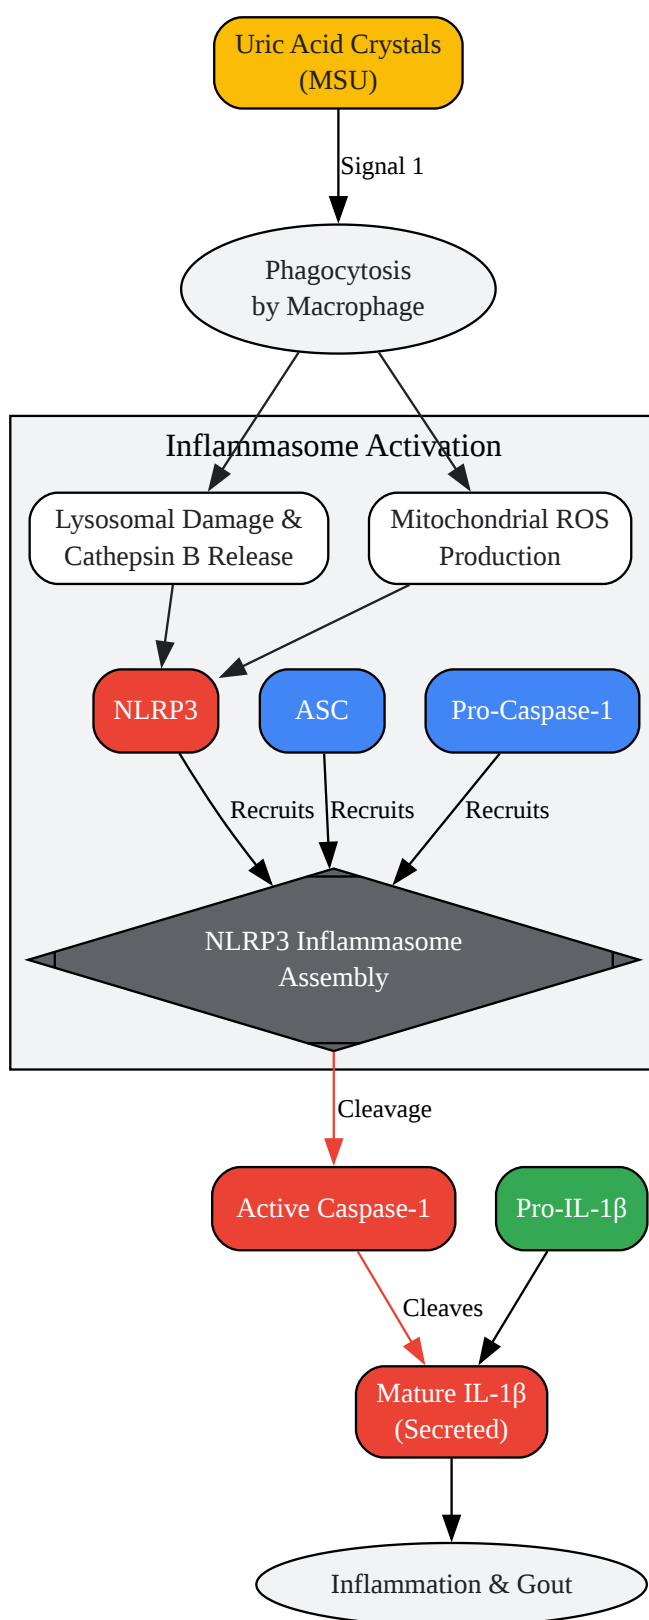 Uric Acid Crystals
(MSU)
Signal 1
Phagocytosis
by Macrophage
Inflammasome Activation
Lysosomal Damage &
Cathepsin B Release
Mitochondrial ROS
Production
NLRP3
ASC
Pro-Caspase-1
Recruits
Recruits
Recruits
NLRP3 Inflammasome
Assembly
Cleavage
Active Caspase-1
Pro-IL-1β
Cleaves
Mature IL-1β
(Secreted)
Inflammation & Gout